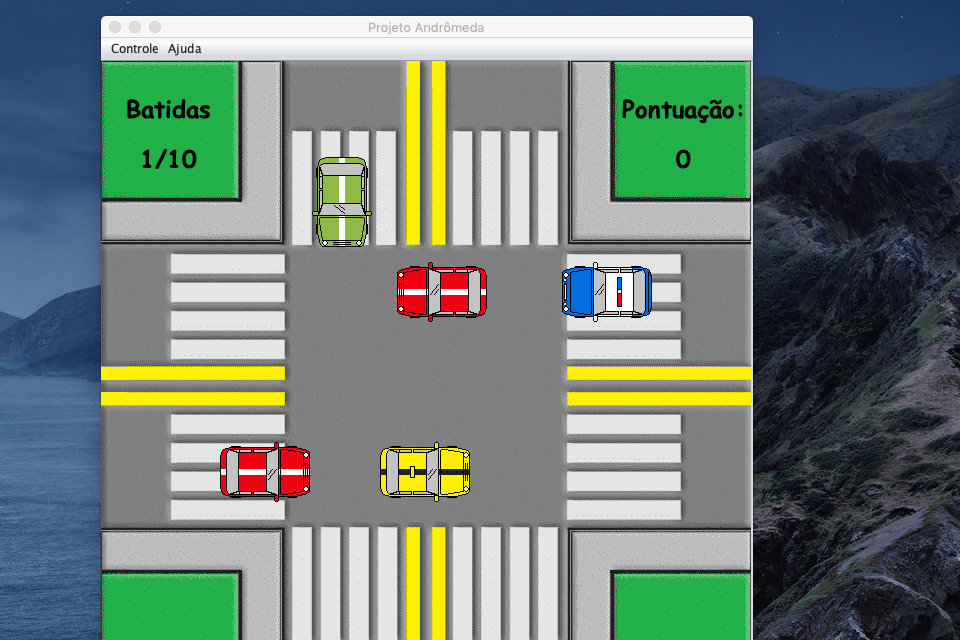 Projeto Andrômeda
Controle Ajuda
Batidas
1/10
Pontuação:
0